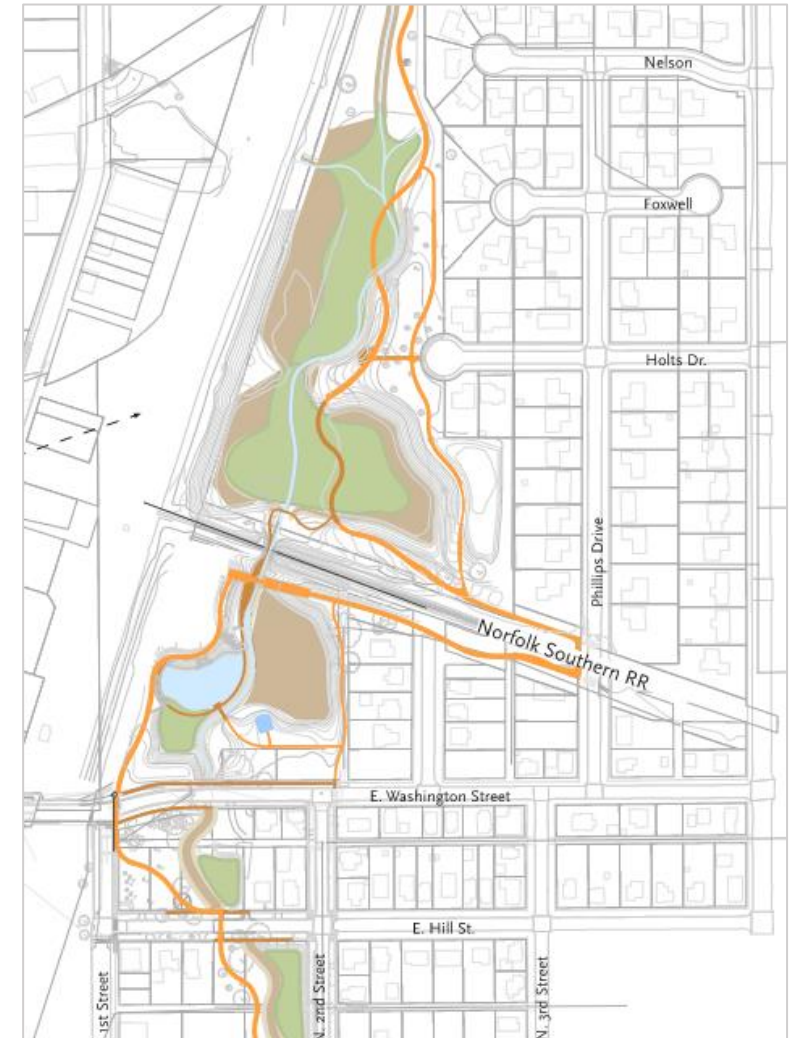 Nelson
Foxwell
Holts Dr.
Phillips Drive
Norfolk Southern RR
E. Washington Street
E. Hill St.
1st Street
N. 2nd Street
N. 3rd Street